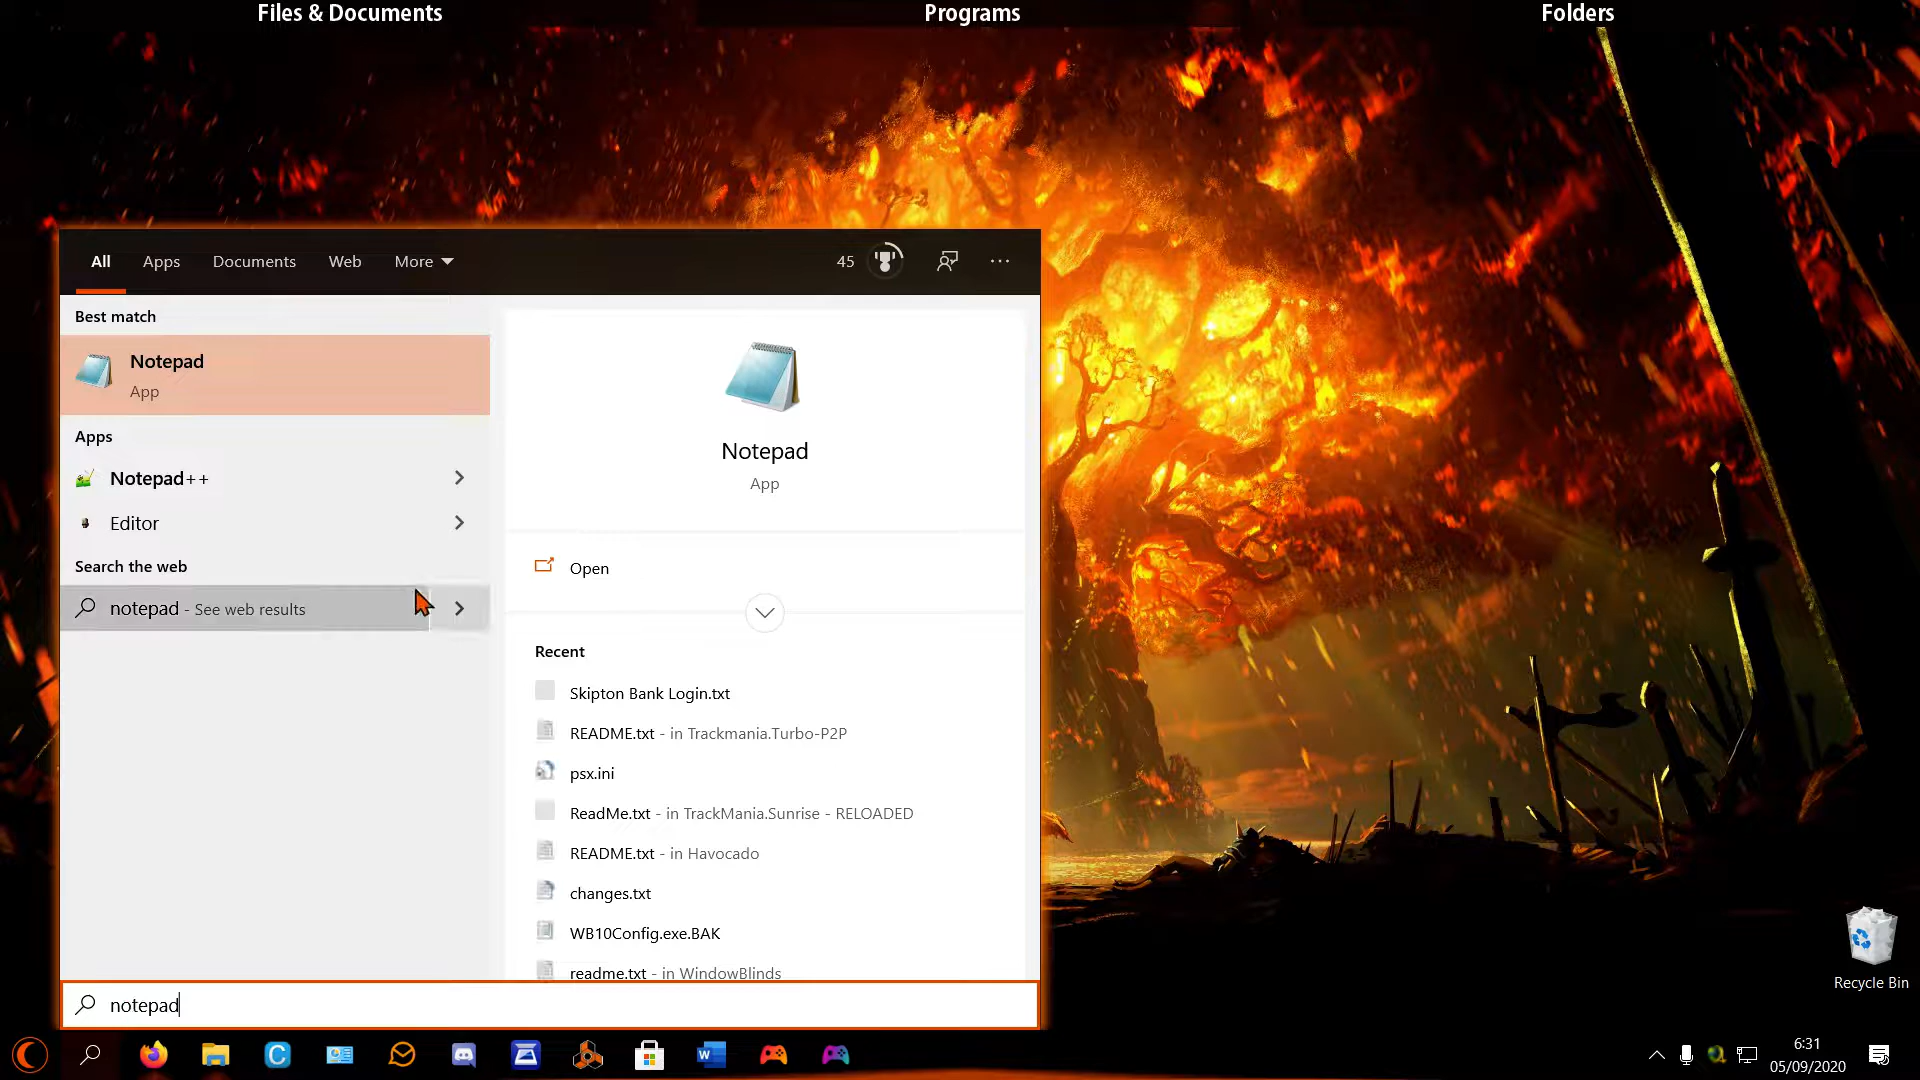 Files & Documents
Programs
Folders
All Apps Documents Web More 45
Best match
Notepad
App
Apps
Notepad++
Editor
Search the web
notepad - See web results
Notepad
App
Open
Recent
Skipton Bank Login.txt
README.txt - in Trackmania.Turbo-P2P
psx.ini
ReadMe.txt - in TrackMania.Sunrise - RELOADED
README.txt - in Havocado
changes.txt
WB10Config.exe.BAK
readme.txt - in WindowBlinds
notepad
Recycle Bin
6:31
05/09/2020